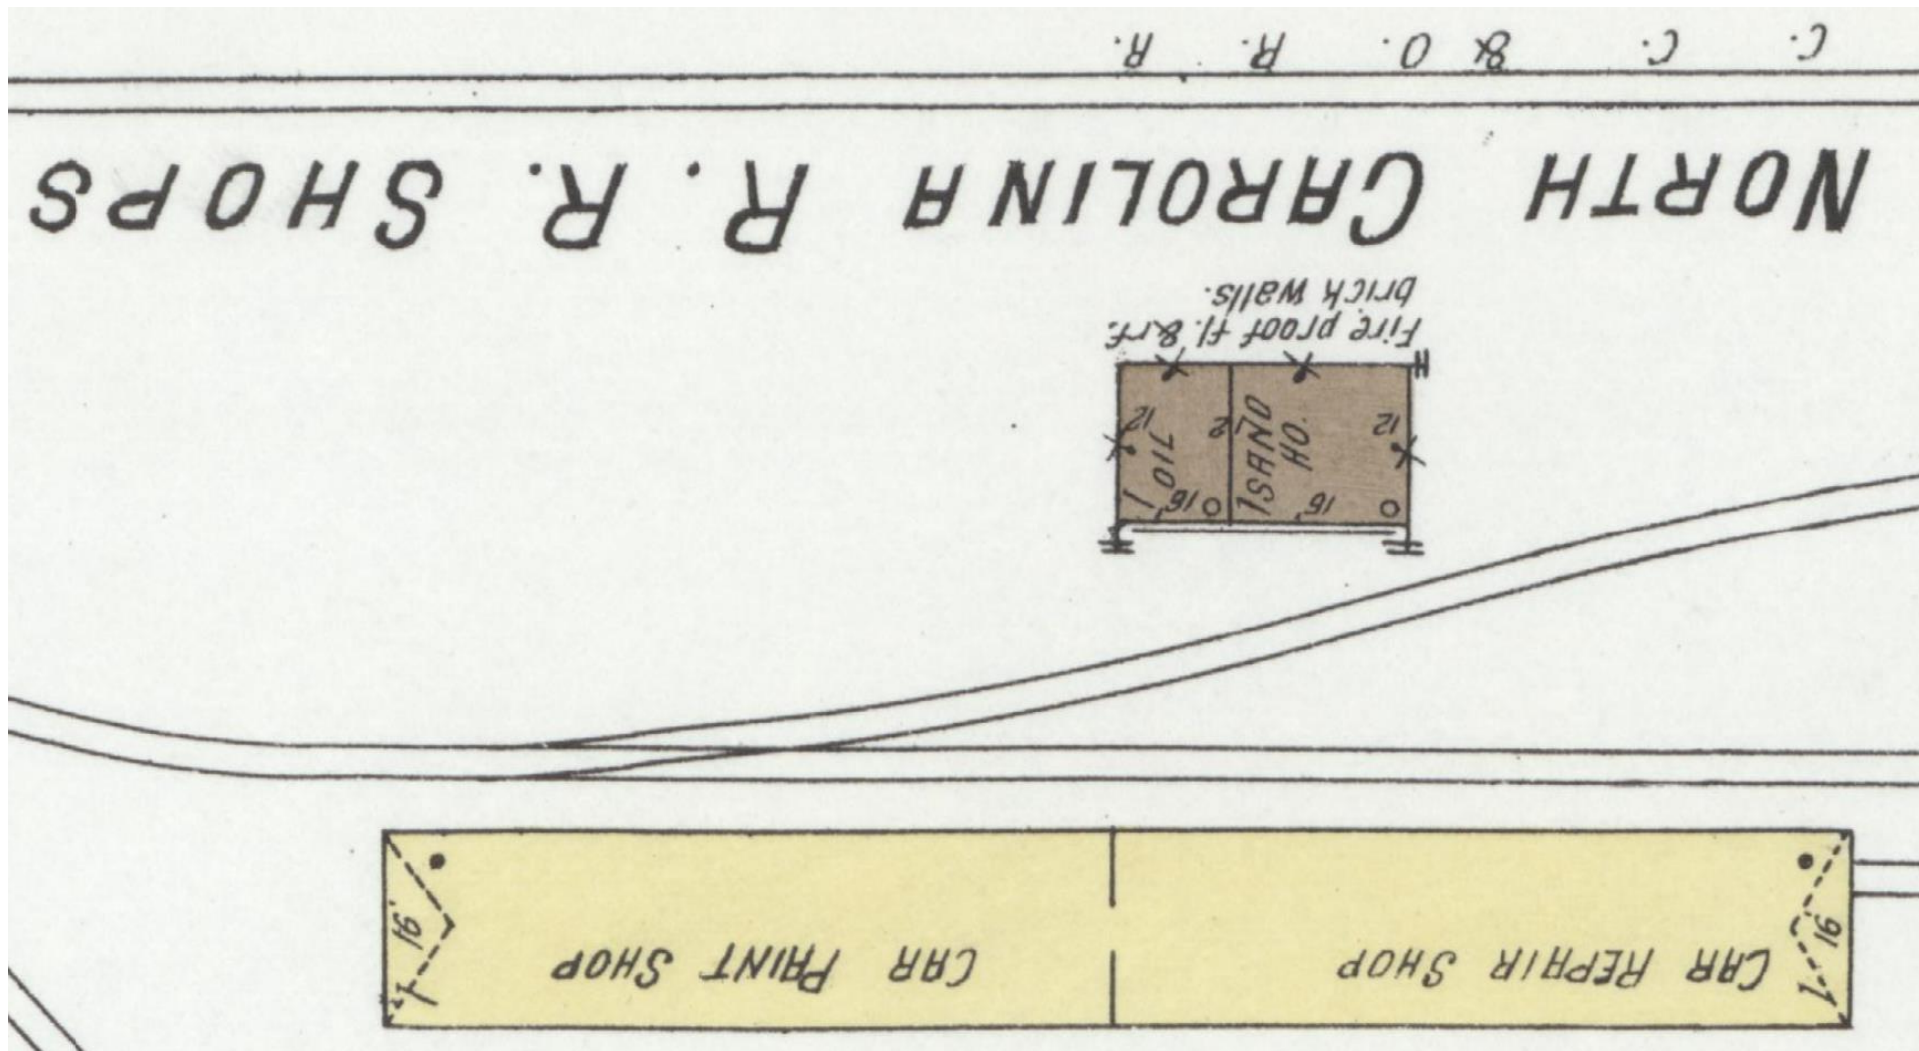 1 CAR REPAIR SHOP CAR PAINT SHOP 1
16 16'
16' 16'
1 SAND HO. 1 OIL
12 12 12
Fire proof fl. & rf.
brick walls.
NORTH CAROLINA R. R. SHOPS
C. C. & O. R. R.